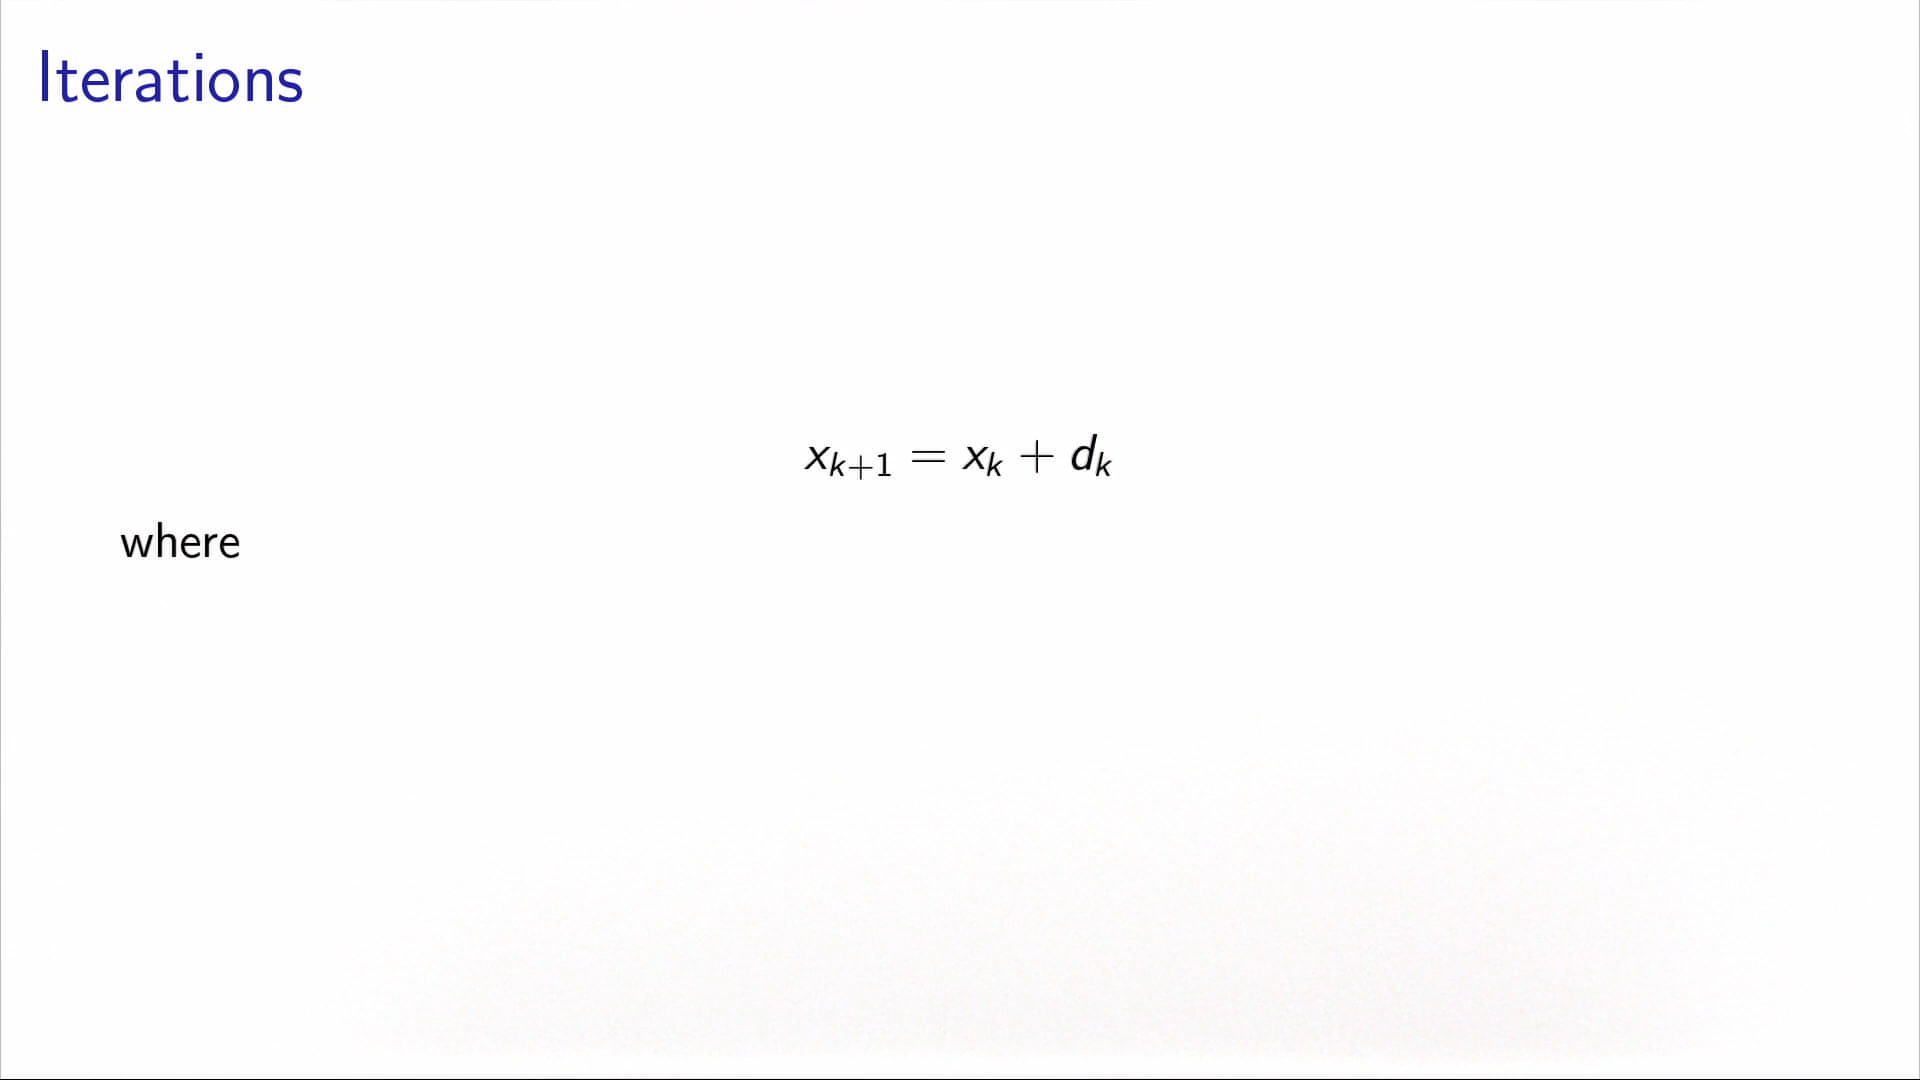 Iterations
x_{k+1} = x_k + d_k
where